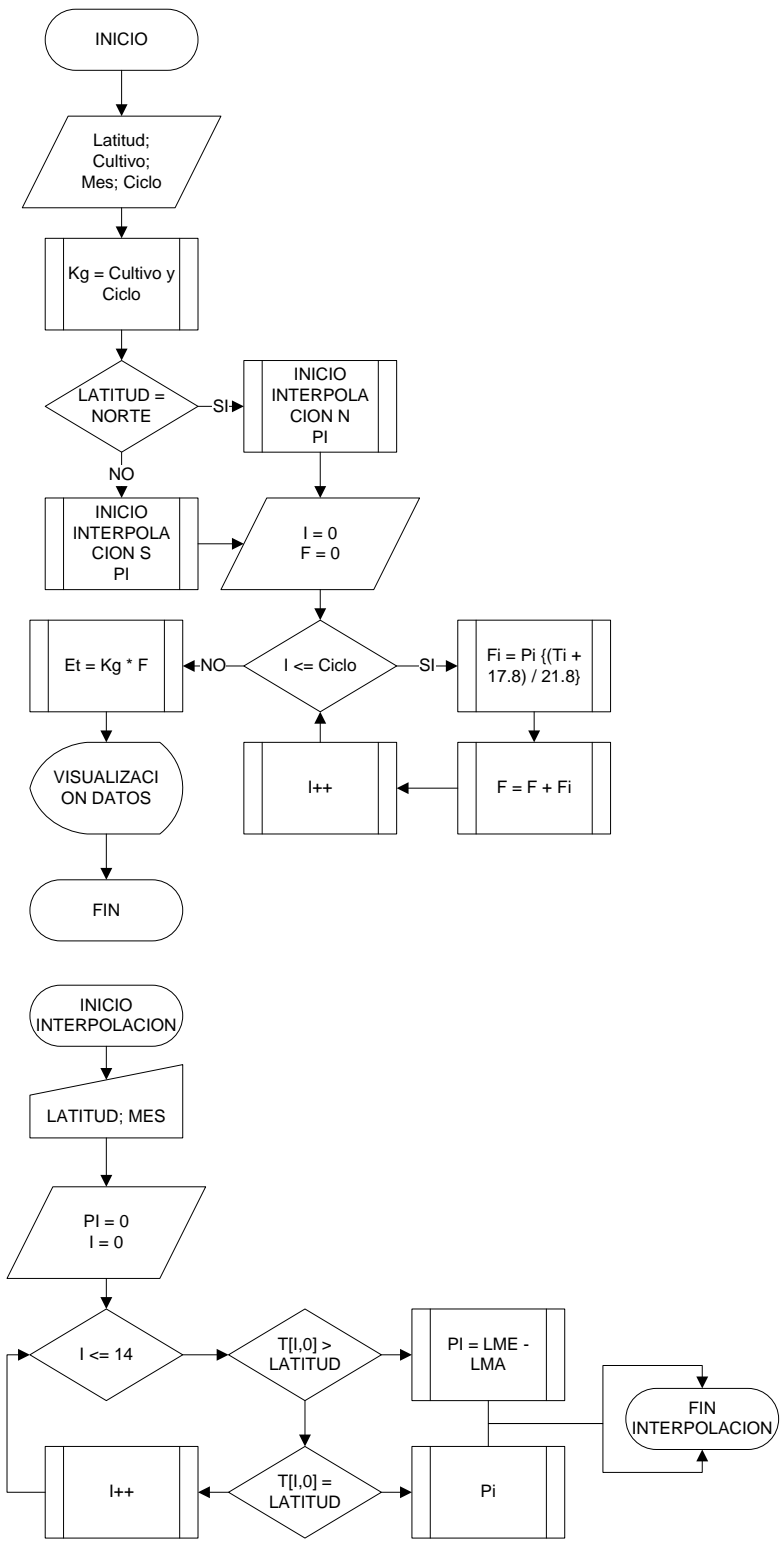 INICIO
Latitud;
Cultivo;
Mes; Ciclo
Kg = Cultivo y
Ciclo
LATITUD =
NORTE
SI
INICIO
INTERPOLA
CION N
PI
NO
INICIO
INTERPOLA
CION S
PI
I = 0
F = 0
Et = Kg * F
NO
I <= Ciclo
SI
Fi = Pi {(Ti +
17.8) / 21.8}
VISUALIZACI
ON DATOS
I++
F = F + Fi
FIN
INICIO
INTERPOLACION
LATITUD; MES
PI = 0
I = 0
I <= 14
T[I,0] >
LATITUD
PI = LME -
LMA
FIN
INTERPOLACION
I++
T[I,0] =
LATITUD
Pi